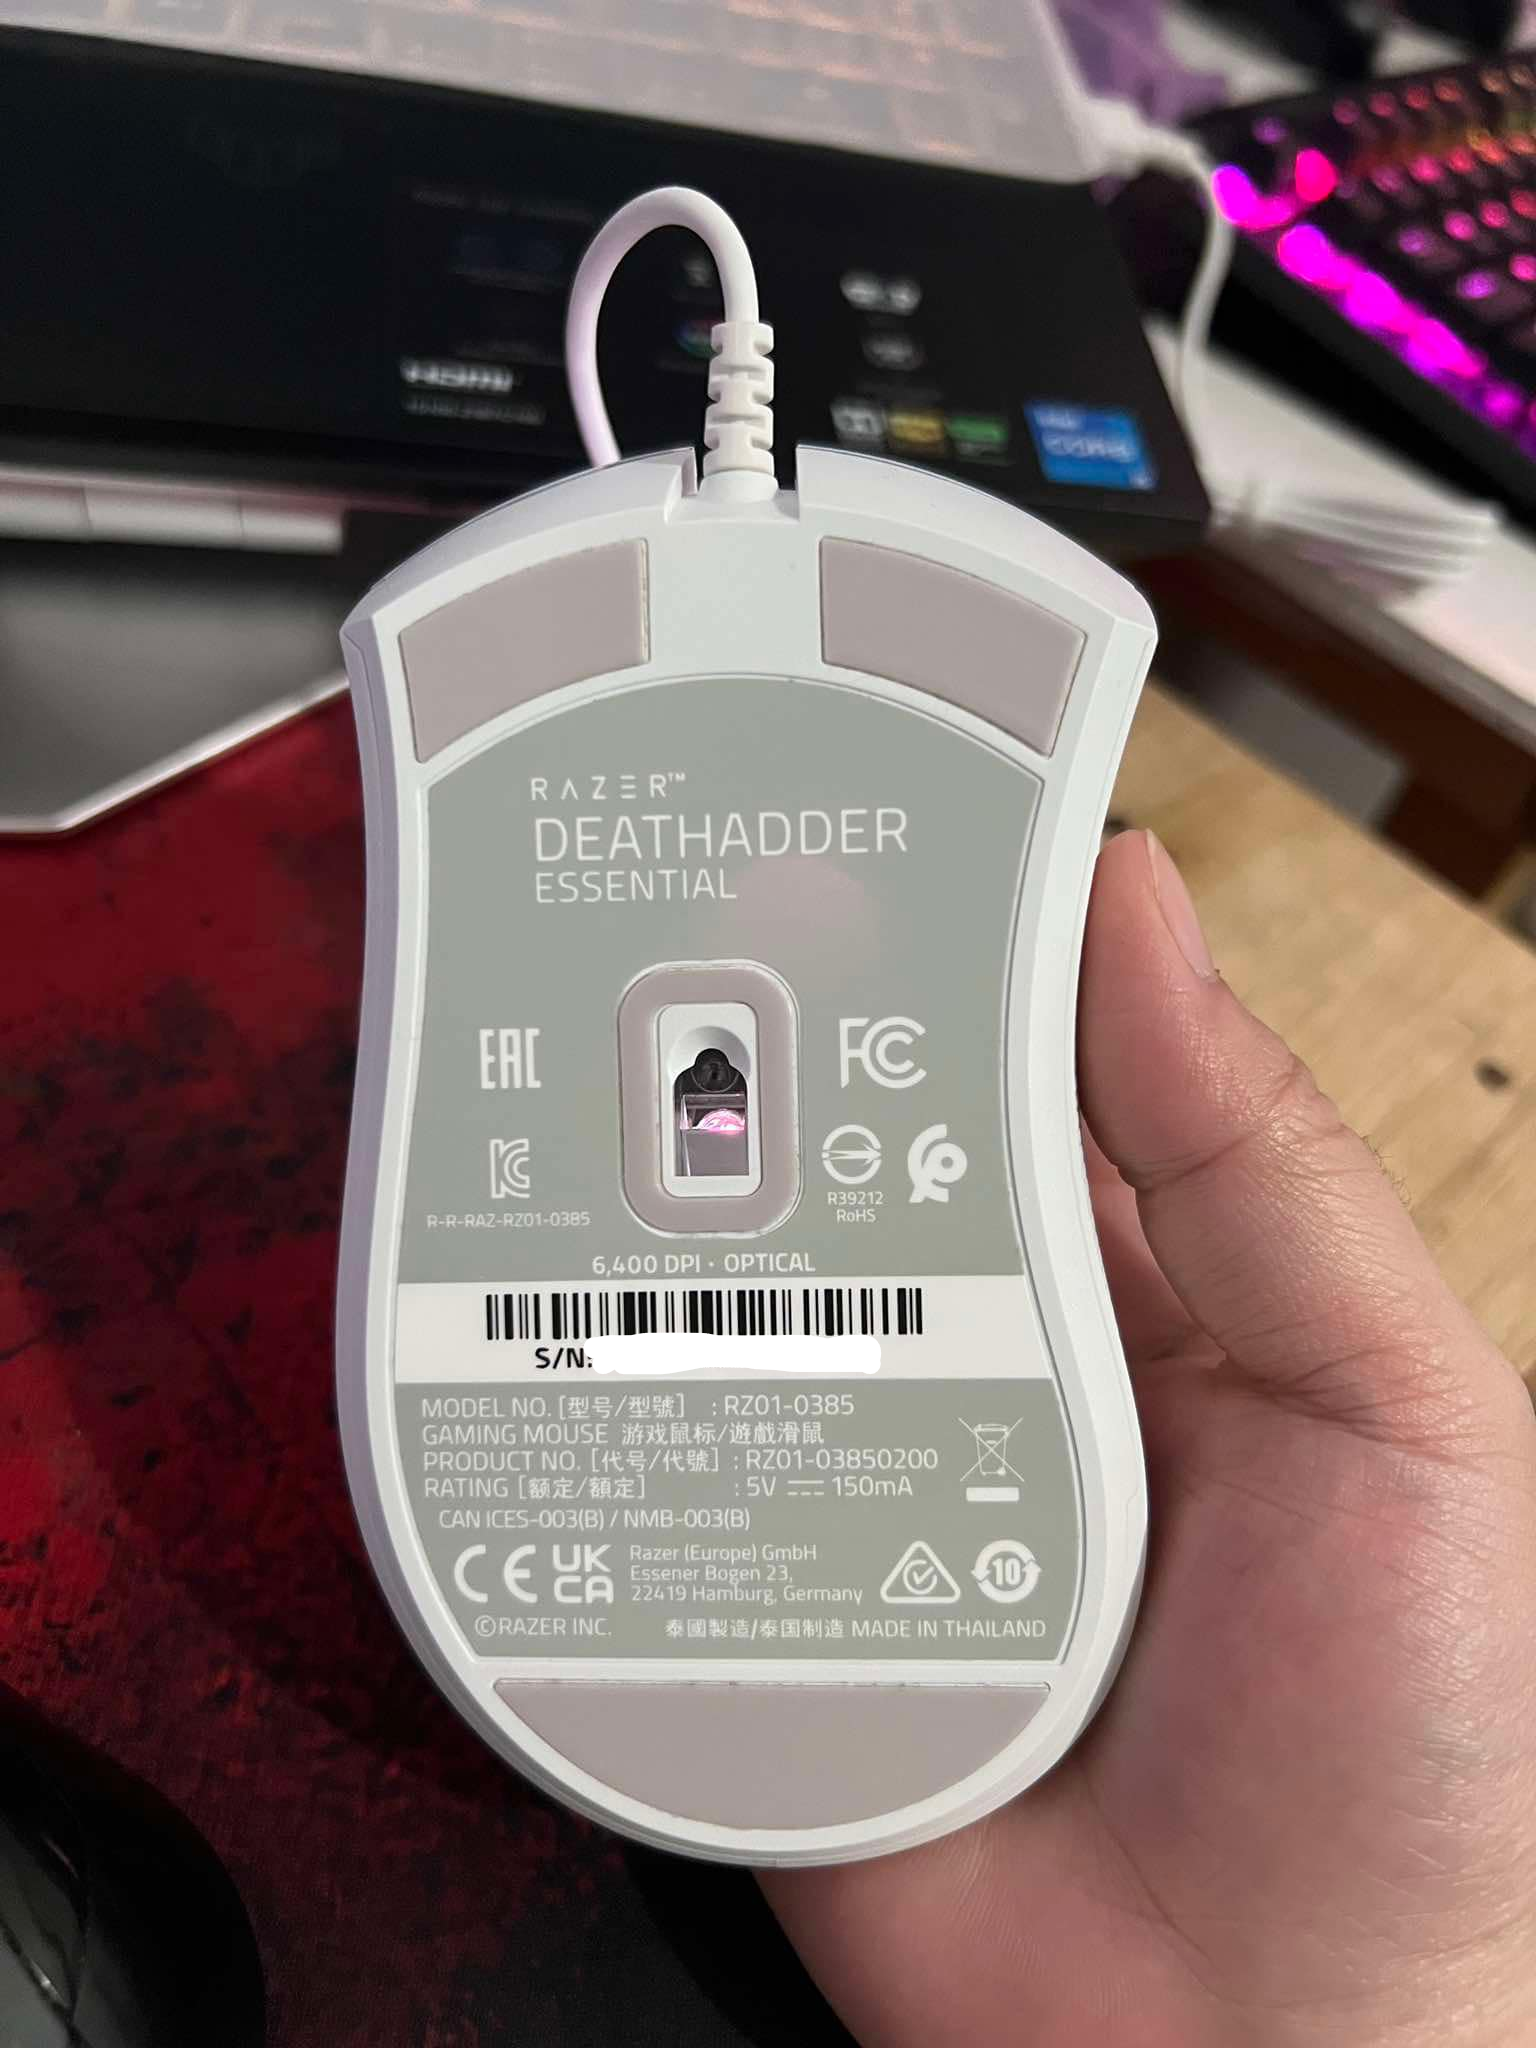 HDMI
intel
CORE
RAZER™
DEATHADDER
ESSENTIAL
EAC
FC
KC
R-R-RAZ-RZ01-0385
R39212
RoHS
6,400 DPI · OPTICAL
S/N:
MODEL NO. [型号/型號] : RZ01-0385
GAMING MOUSE 游戏鼠标/遊戲滑鼠
PRODUCT NO. [代号/代號] : RZ01-03850200
RATING [额定/額定] : 5V ⎓ 150mA
CAN ICES-003(B) / NMB-003(B)
CE UK CA
Razer (Europe) GmbH
Essener Bogen 23,
22419 Hamburg, Germany
10
©RAZER INC.
泰國製造/泰国制造 MADE IN THAILAND